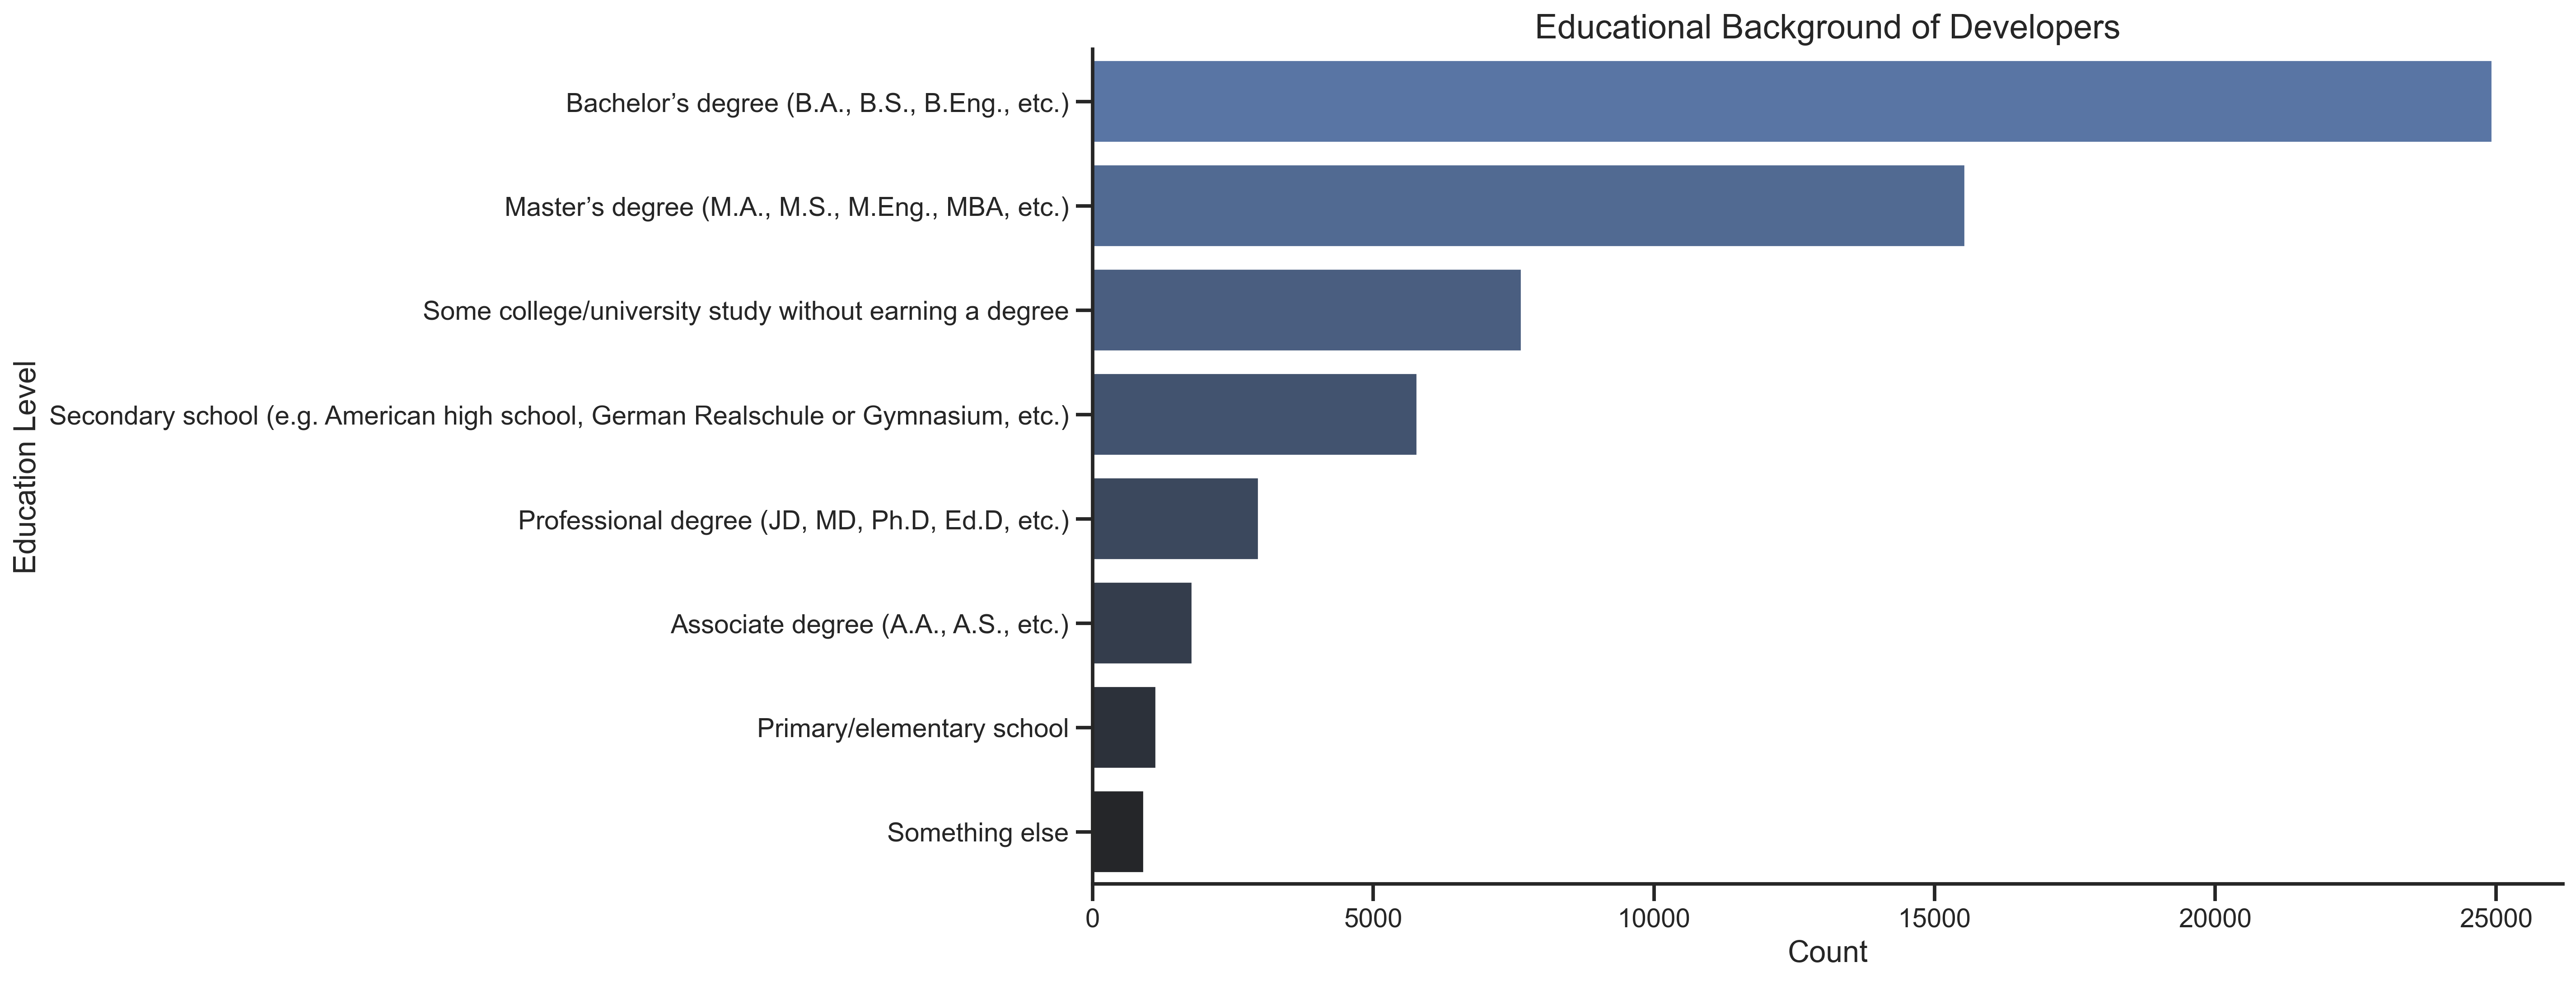 Educational Background of Developers
Education Level
Bachelor’s degree (B.A., B.S., B.Eng., etc.)
Master’s degree (M.A., M.S., M.Eng., MBA, etc.)
Some college/university study without earning a degree
Secondary school (e.g. American high school, German Realschule or Gymnasium, etc.)
Professional degree (JD, MD, Ph.D, Ed.D, etc.)
Associate degree (A.A., A.S., etc.)
Primary/elementary school
Something else
0 5000 10000 15000 20000 25000
Count